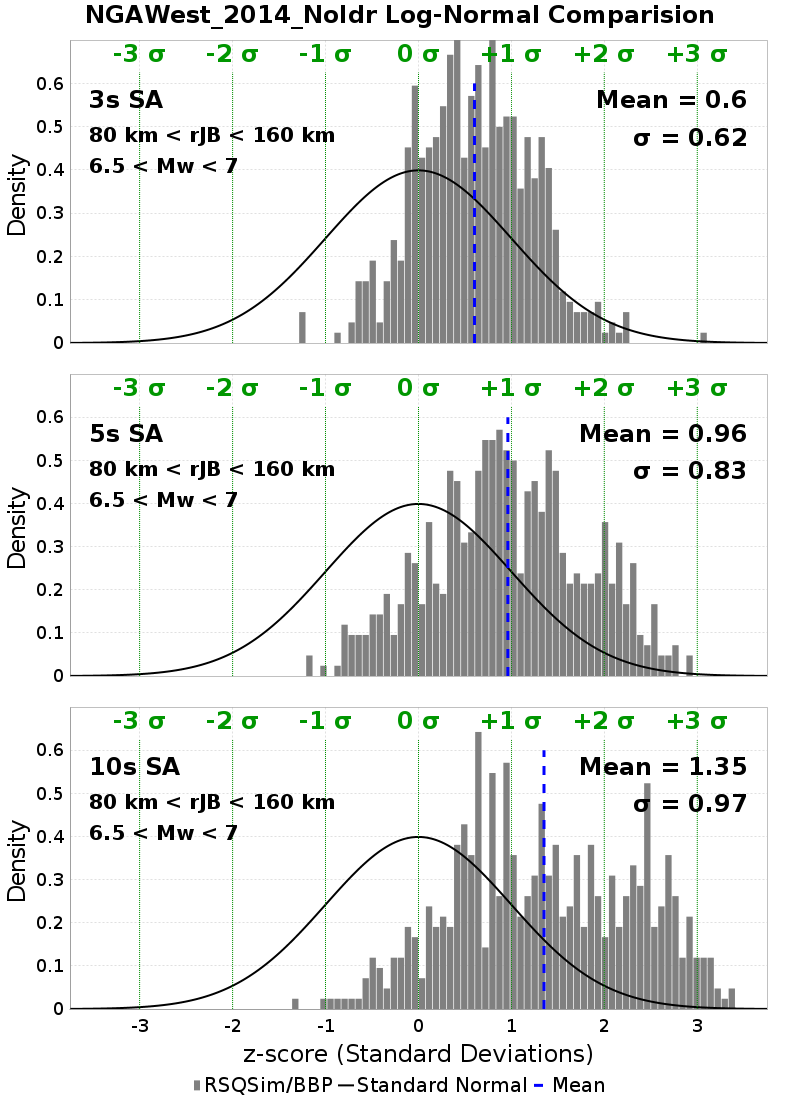 NGAWest_2014_NoIdr Log-Normal Comparision
-3 σ -2 σ -1 σ 0 σ +1 σ +2 σ +3 σ
3s SA
80 km < rJB < 160 km
6.5 < Mw < 7
Mean = 0.6
σ = 0.62
Density
0.6
0.5
0.4
0.3
0.2
0.1
0
-3 σ -2 σ -1 σ 0 σ +1 σ +2 σ +3 σ
5s SA
80 km < rJB < 160 km
6.5 < Mw < 7
Mean = 0.96
σ = 0.83
Density
0.6
0.5
0.4
0.3
0.2
0.1
0
-3 σ -2 σ -1 σ 0 σ +1 σ +2 σ +3 σ
10s SA
80 km < rJB < 160 km
6.5 < Mw < 7
Mean = 1.35
σ = 0.97
Density
0.6
0.5
0.4
0.3
0.2
0.1
0
-3 -2 -1 0 1 2 3
z-score (Standard Deviations)
RSQSim/BBP Standard Normal Mean